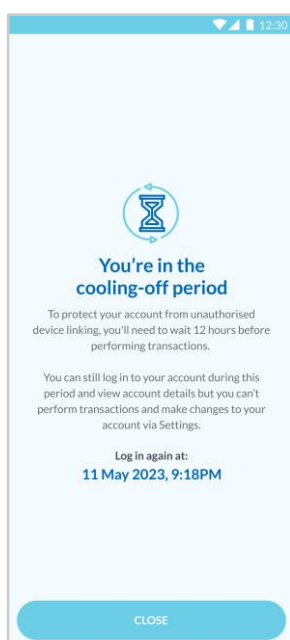 12:30
You're in the
cooling-off period
To protect your account from unauthorised
device linking, you'll need to wait 12 hours before
performing transactions.
You can still log in to your account during this
period and view account details but you can't
perform transactions and make changes to your
account via Settings.
Log in again at:
11 May 2023, 9:18PM
CLOSE